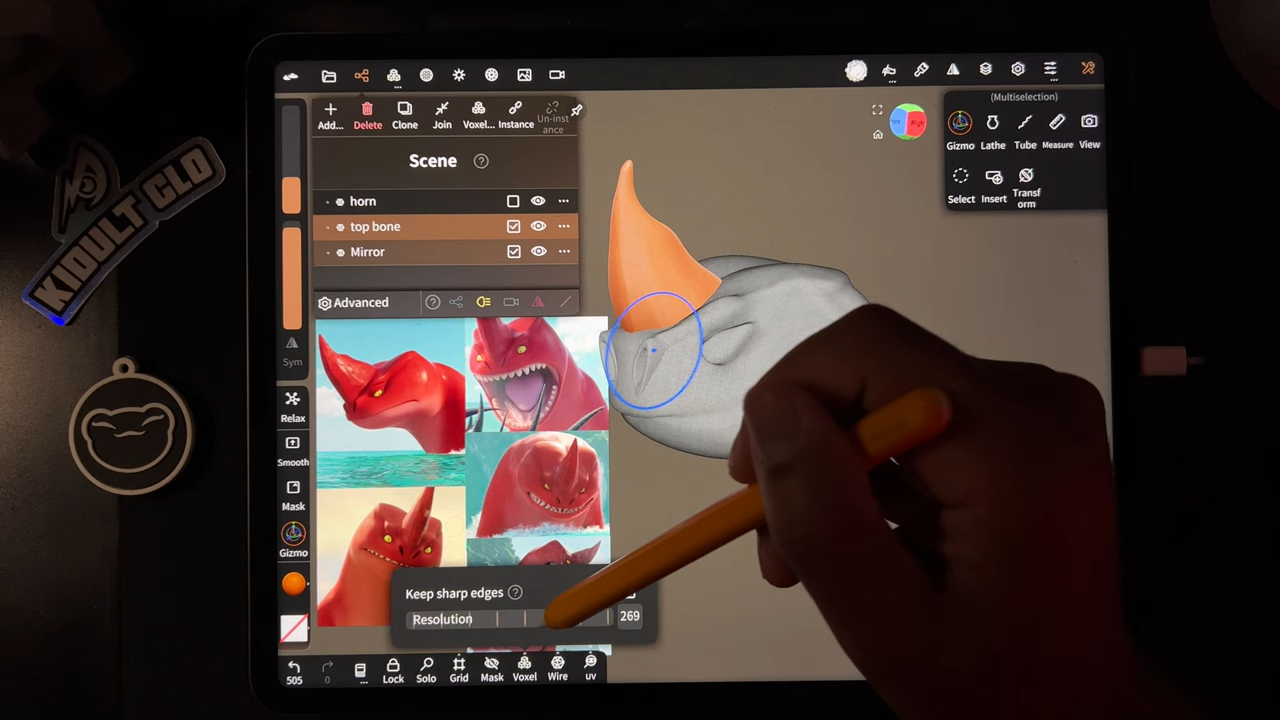 KIDULT CLO
Add...
Delete
Clone
Join
Voxel...
Instance
Un-inst
ance
Scene ?
horn
top bone
Mirror
Advanced
?
Sym
Relax
Smooth
Mask
Gizmo
Keep sharp edges ?
Resolution
269
505
0
Lock
Solo
Grid
Mask
Voxel
Wire
uv
Right
(Multiselection)
Gizmo
Lathe
Tube
Measure
View
Select
Insert
Transf
orm